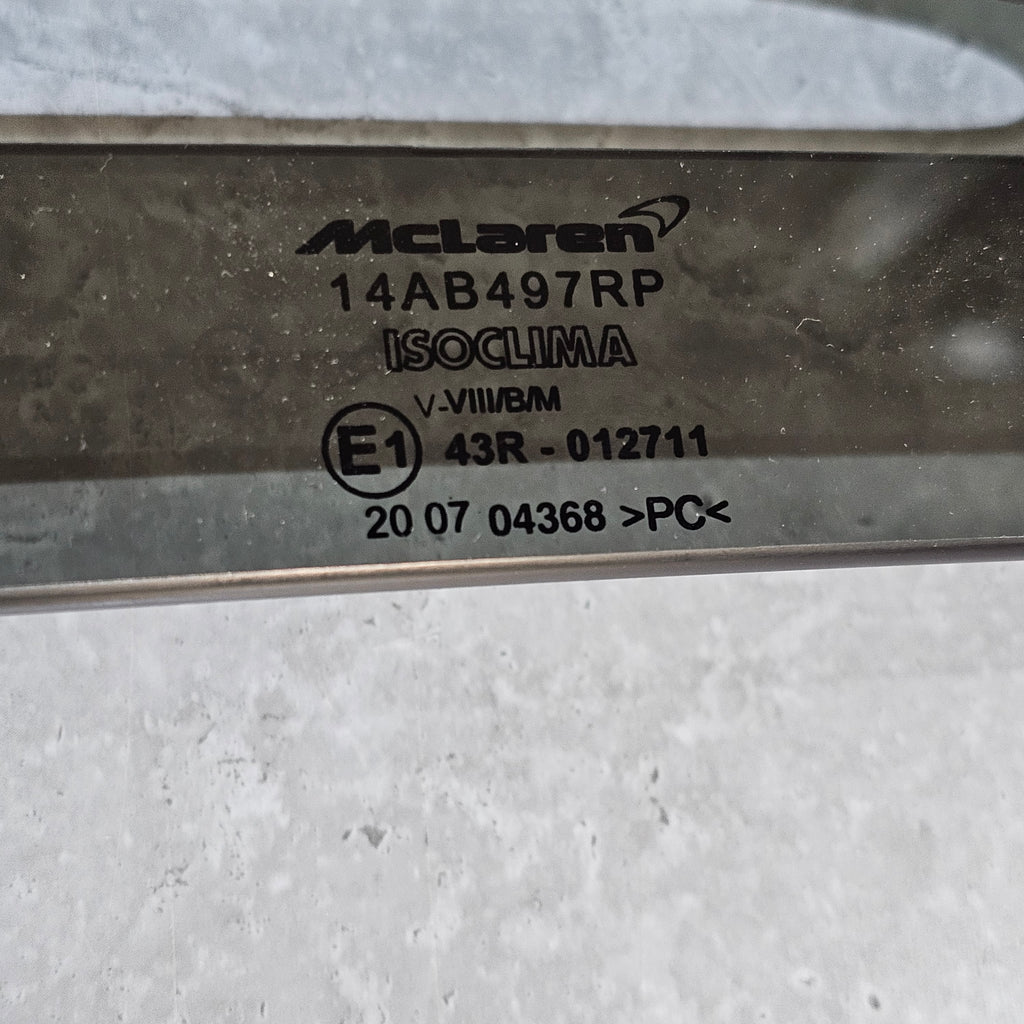 McLaren
14AB497RP
ISOCLIMA
V-VIII/B/M
E1 43R - 012711
20 07 04368 >PC<